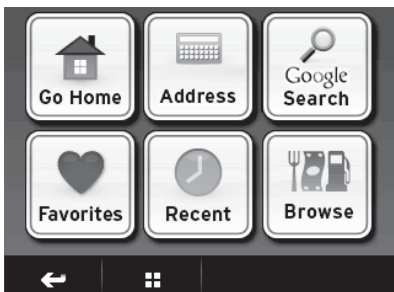 Go Home
Address
Google
Search
Favorites
Recent
Browse